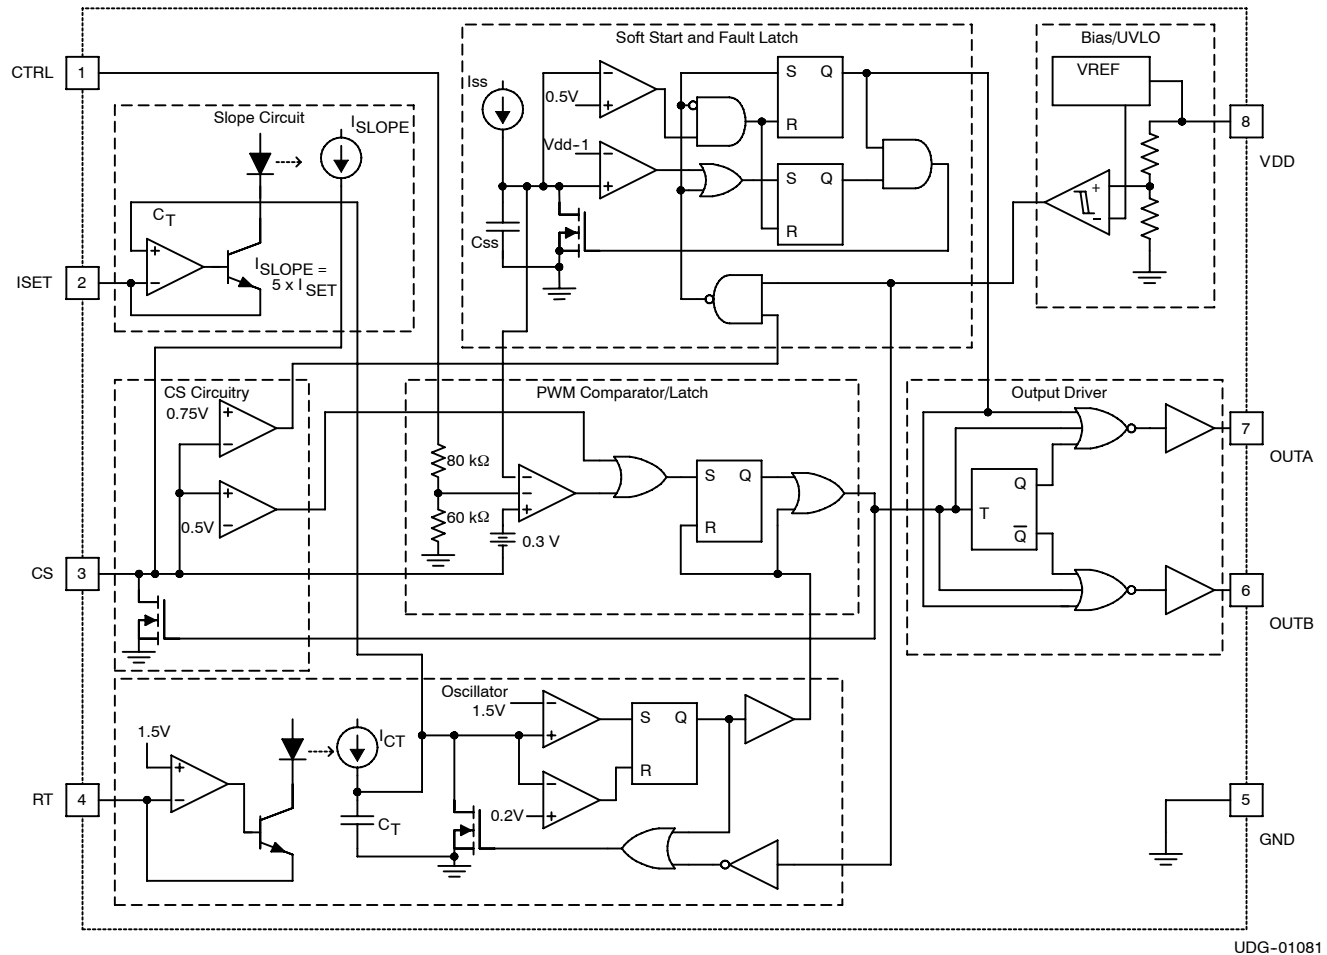 Soft Start and Fault Latch
Bias/UVLO
CTRL
1
VREF
Iss
0.5V
S Q
R
Slope Circuit
ISLOPE
8
VDD
Vdd-1
S Q
R
+
-
CT
Css
ISLOPE =
5 x ISET
ISET
2
CS Circuitry
0.75V
PWM Comparator/Latch
Output Driver
7
OUTA
80 kΩ
60 kΩ
0.3 V
S Q
R
0.5V
T
Q
Q̅
CS
3
6
OUTB
Oscillator
1.5V
S Q
R
1.5V
ICT
0.2V
CT
RT
4
5
GND
UDG-01081